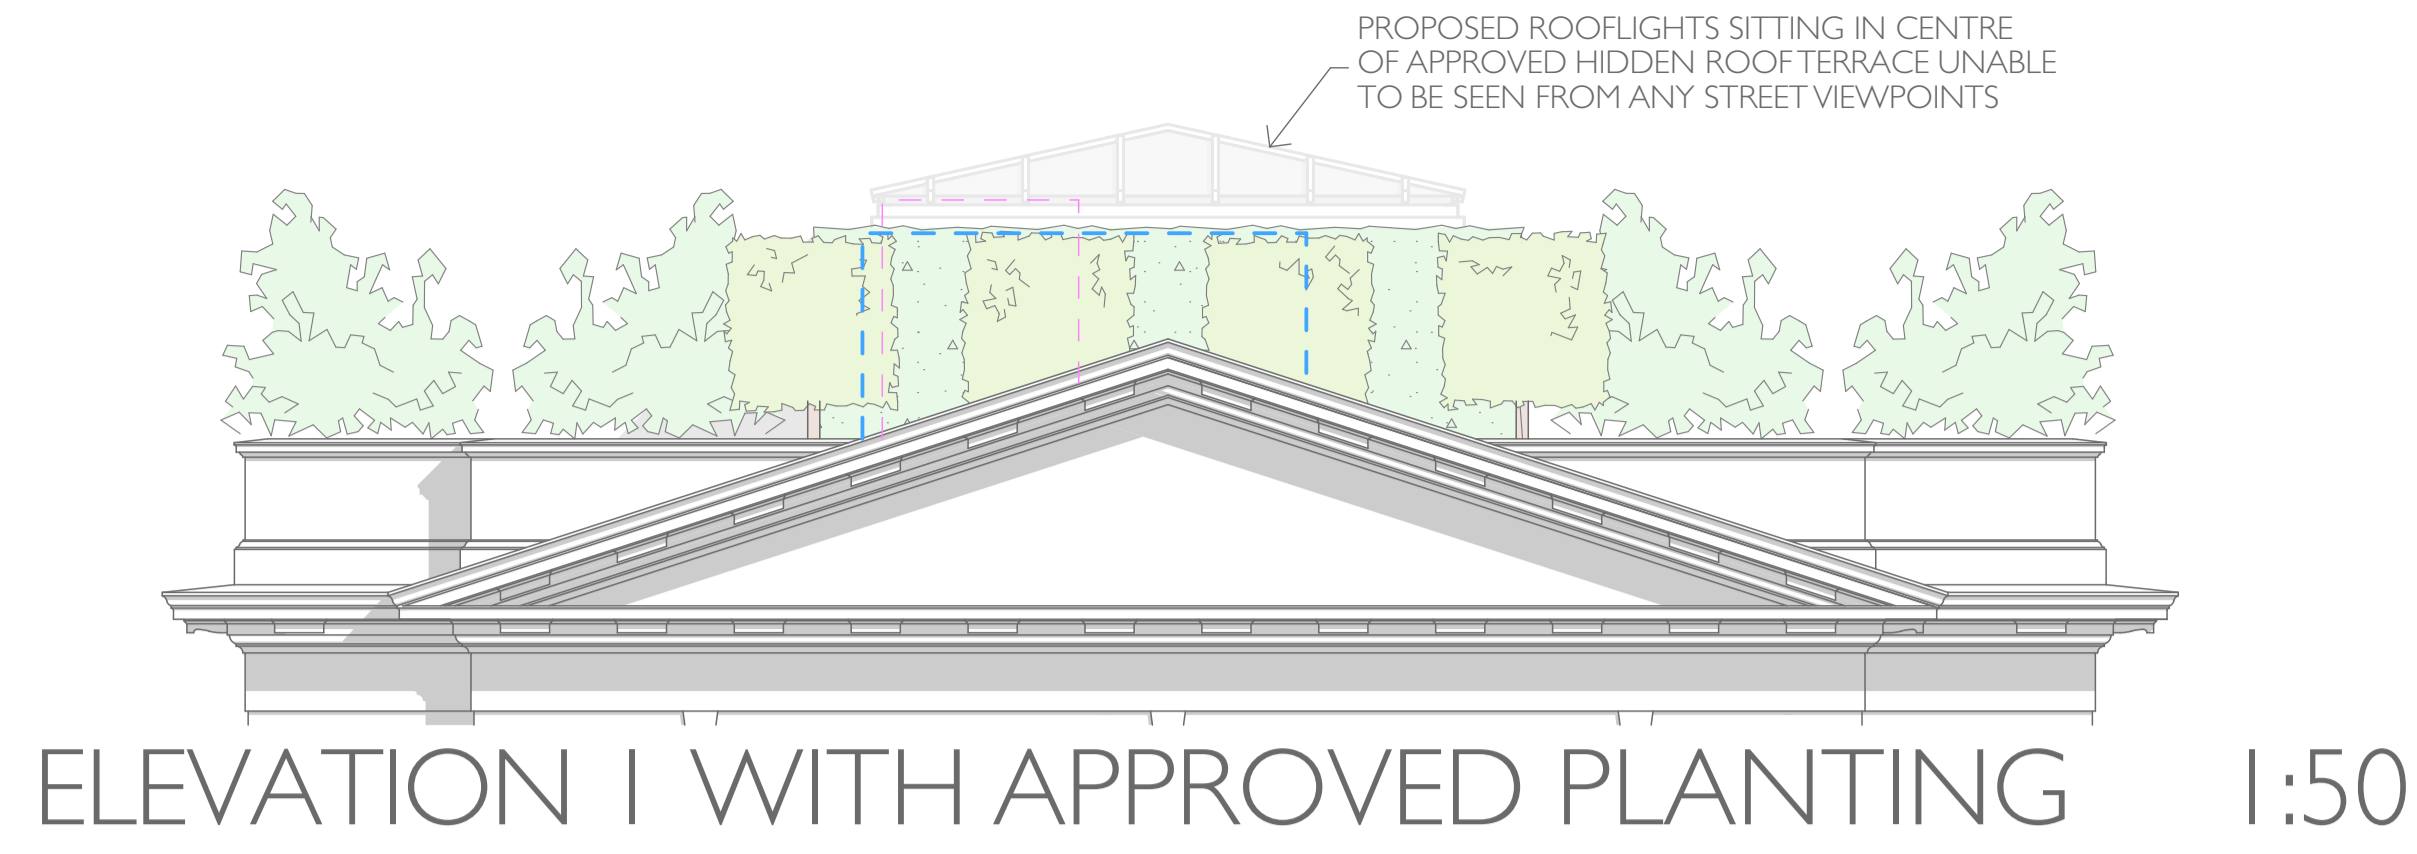 PROPOSED ROOFLIGHTS SITTING IN CENTRE
OF APPROVED HIDDEN ROOF TERRACE UNABLE
TO BE SEEN FROM ANY STREET VIEWPOINTS
ELEVATION 1 WITH APPROVED PLANTING 1:50